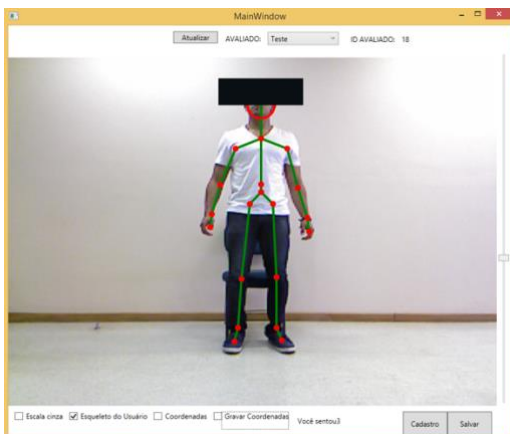 MainWindow
Atualizar AVALIADO: Teste ID AVALIADO: 18
Escala cinza Esqueleto do Usuário Coordenadas Gravar Coordenadas Você sentou3 Cadastro Salvar